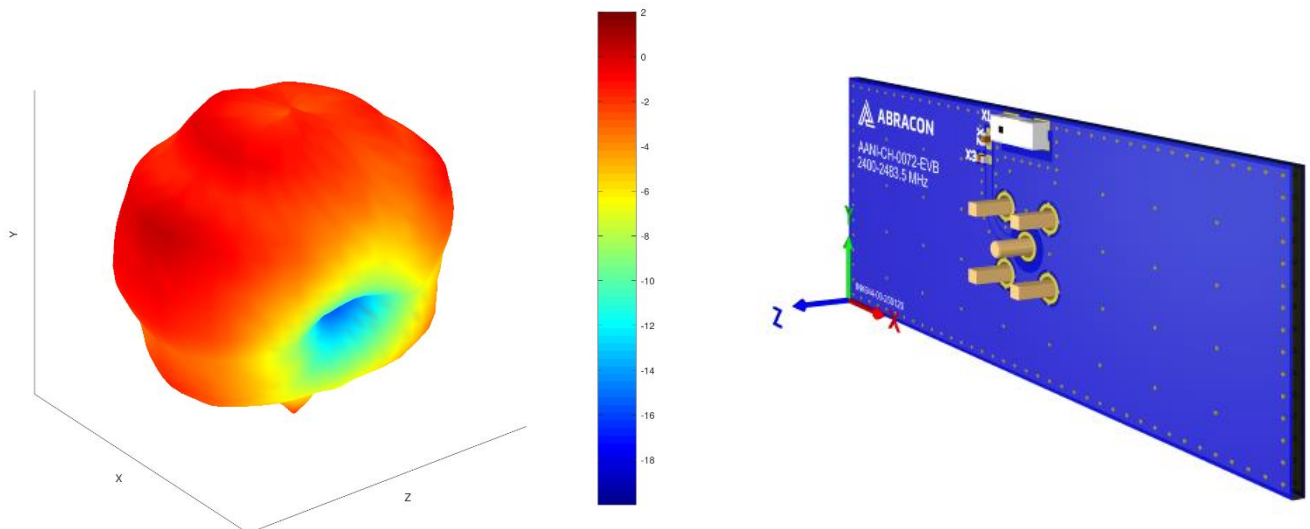 2
0
-2
-4
-6
-8
-10
-12
-14
-16
-18
Y
X
Z
ABRACON
AANI-CH-0072-EVB
2400-2483.5 MHz
X1
X3
Y
Z
X